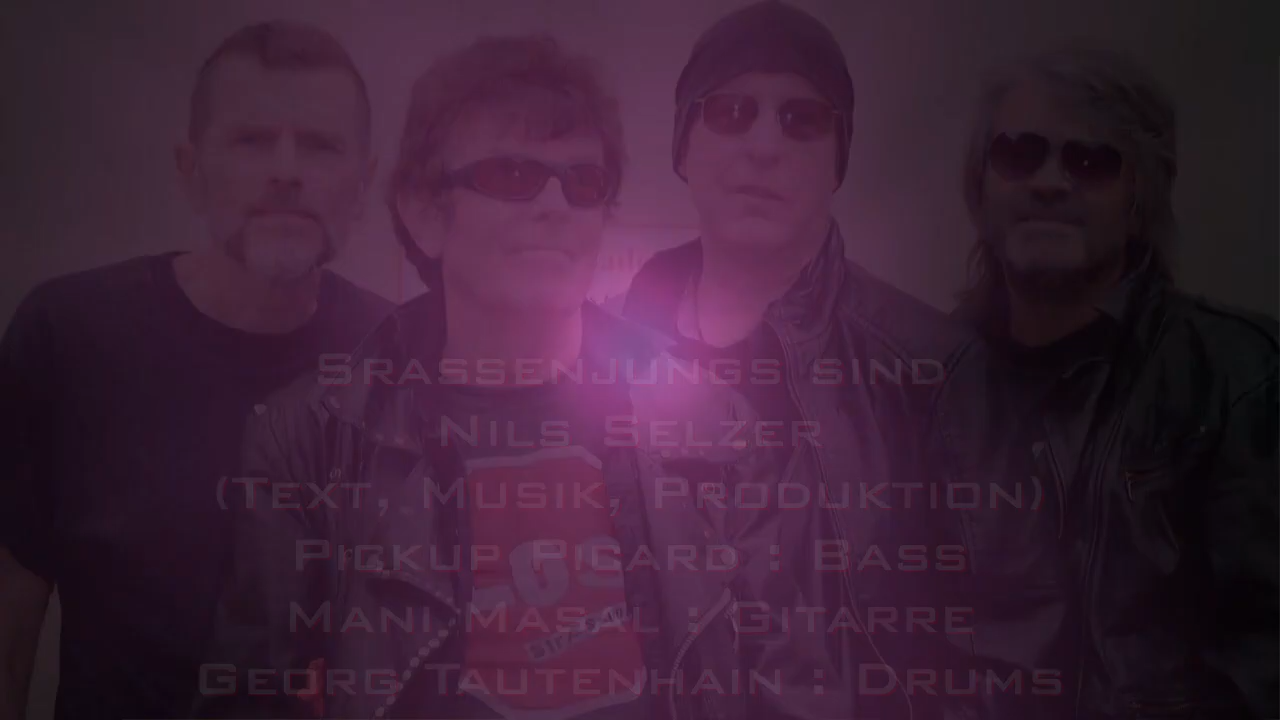 Srassenjungs sind
Nils Selzer
(Text, Musik, Produktion)
Pickup Picard : Bass
Mani Masal : Gitarre
Georg Tautenhain : Drums